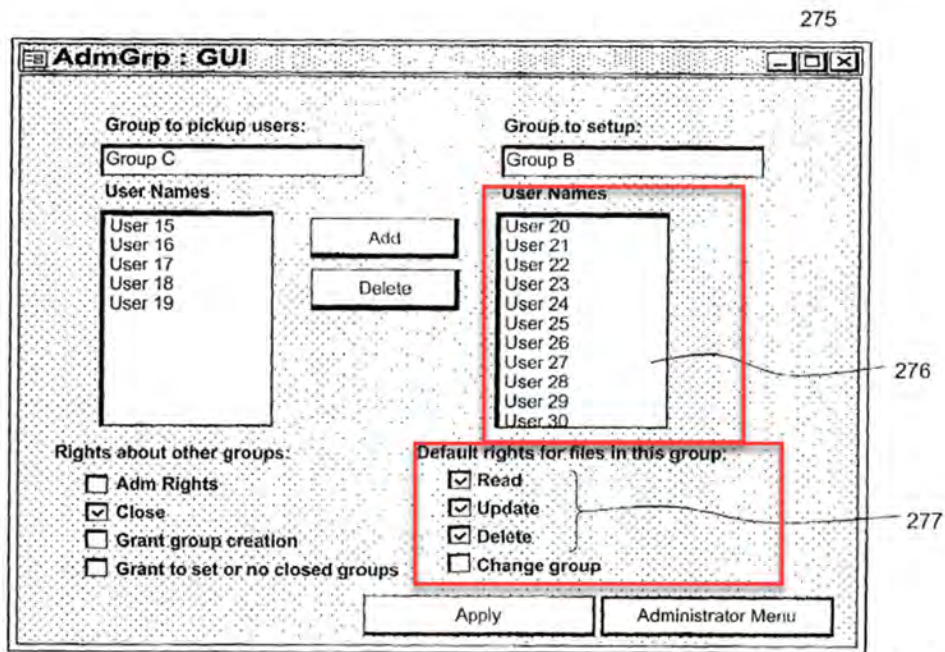 275
AdmGrp : GUI
Group to pickup users:
Group C
User Names
User 15
User 16
User 17
User 18
User 19
Add
Delete
Group to setup:
Group B
User Names
User 20
User 21
User 22
User 23
User 24
User 25
User 26
User 27
User 28
User 29
User 30
276
Rights about other groups:
Adm Rights
Close
Grant group creation
Grant to set or no closed groups
Default rights for files in this group:
Read
Update
Delete
Change group
277
Apply
Administrator Menu